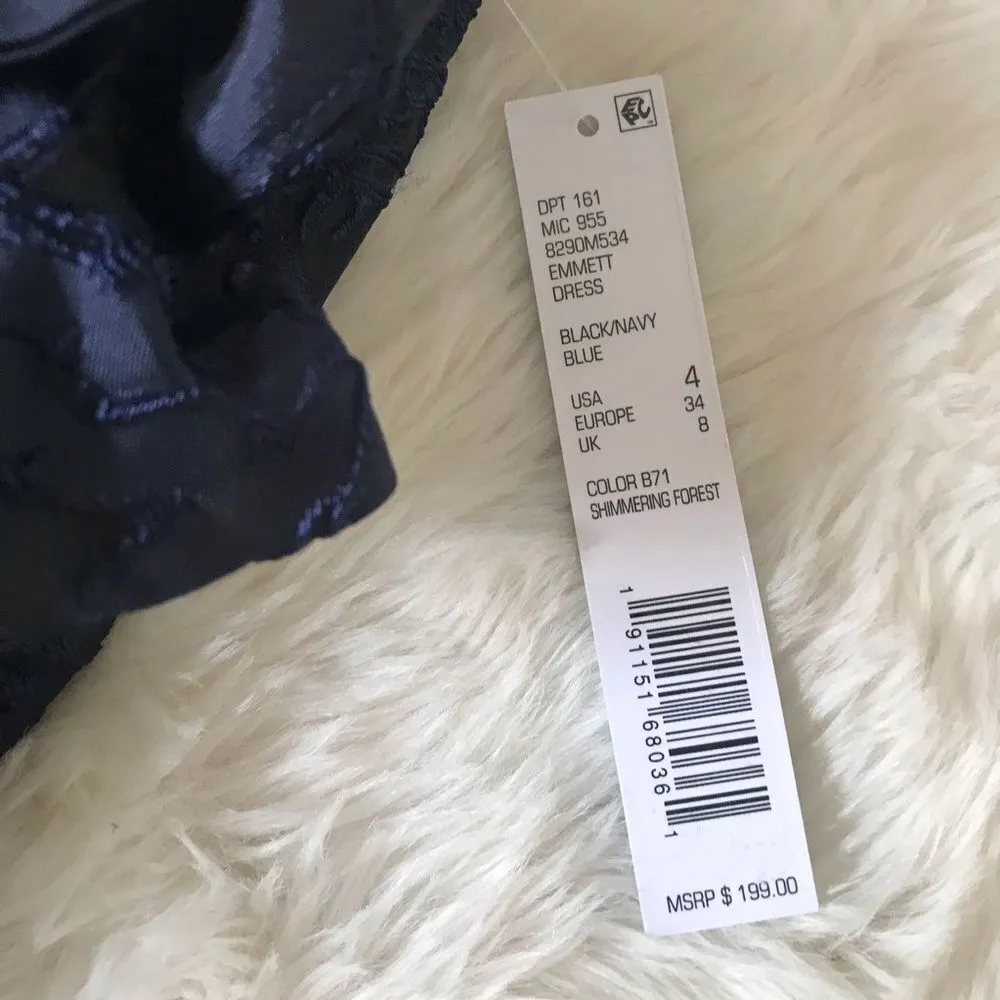 EPC
DPT 161
MIC 955
8290M534
EMMETT
DRESS
BLACK/NAVY
BLUE
USA 4
EUROPE 34
UK 8
COLOR B71
SHIMMERING FOREST
1 91151 68036 1
MSRP $ 199.00